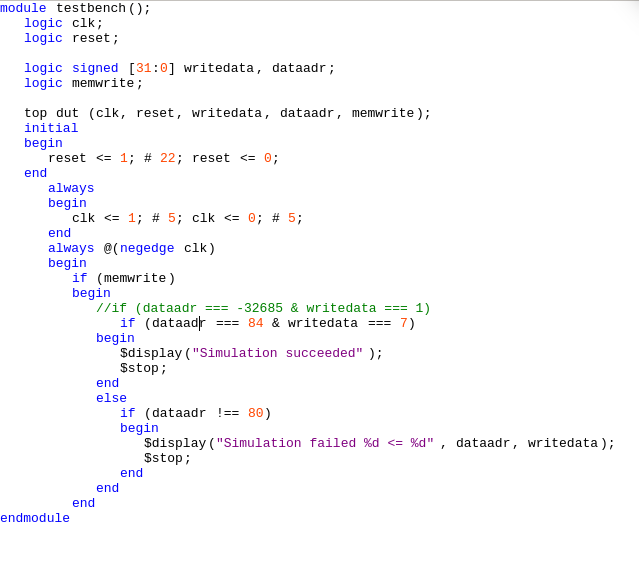 module testbench();
logic clk;
logic reset;
logic signed [31:0] writedata, dataadr;
logic memwrite;
top dut (clk, reset, writedata, dataadr, memwrite);
initial
begin
reset <= 1; # 22; reset <= 0;
end
always
begin
clk <= 1; # 5; clk <= 0; # 5;
end
always @(negedge clk)
begin
if (memwrite)
begin
//if (dataadr === -32685 & writedata === 1)
if (dataadr === 84 & writedata === 7)
begin
$display("Simulation succeeded" );
$stop;
end
else
if (dataadr !== 80)
begin
$display("Simulation failed %d <= %d" , dataadr, writedata);
$stop;
end
end
end
endmodule